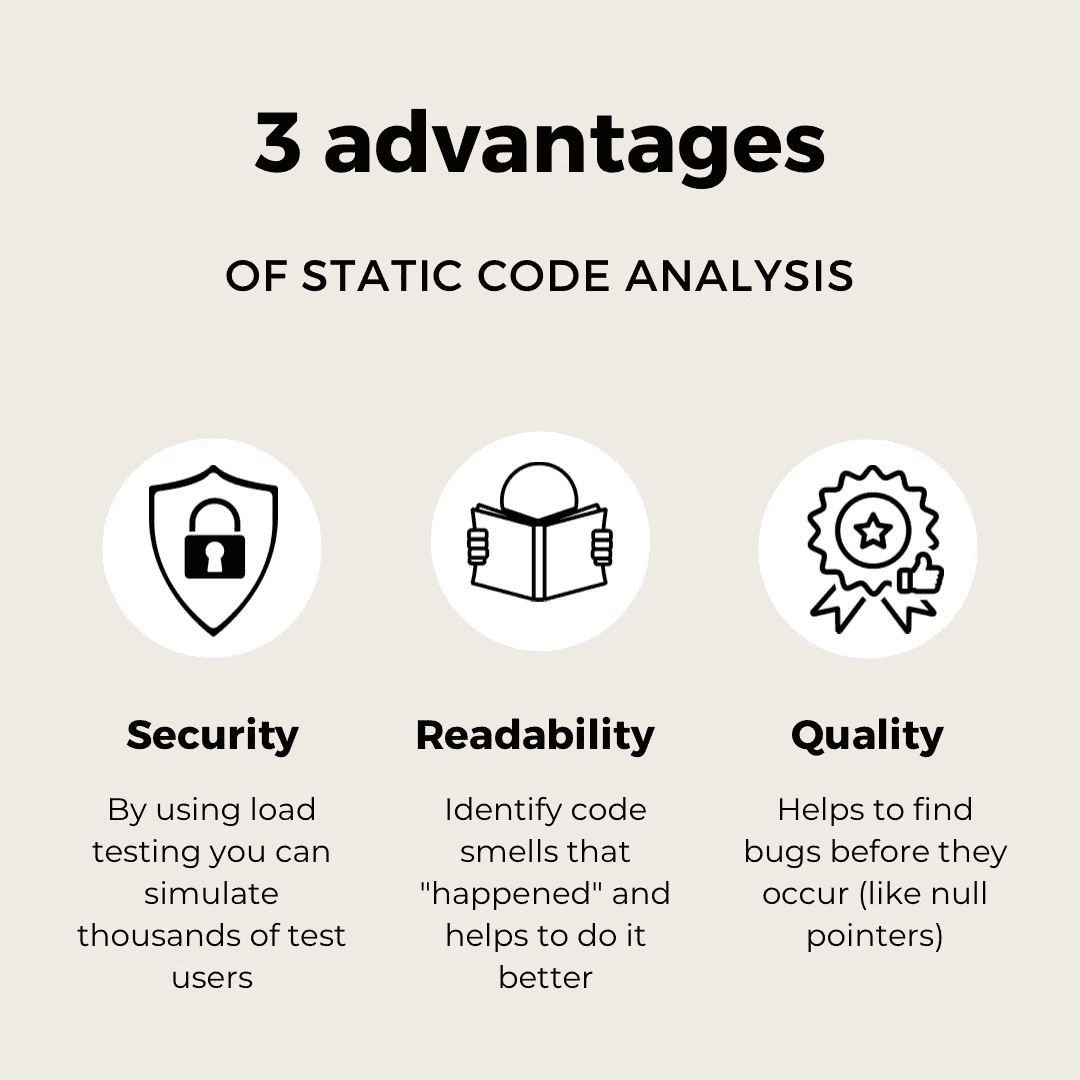 3 advantages
OF STATIC CODE ANALYSIS
Security
By using load
testing you can
simulate
thousands of test
users
Readability
Identify code
smells that
"happened" and
helps to do it
better
Quality
Helps to find
bugs before they
occur (like null
pointers)